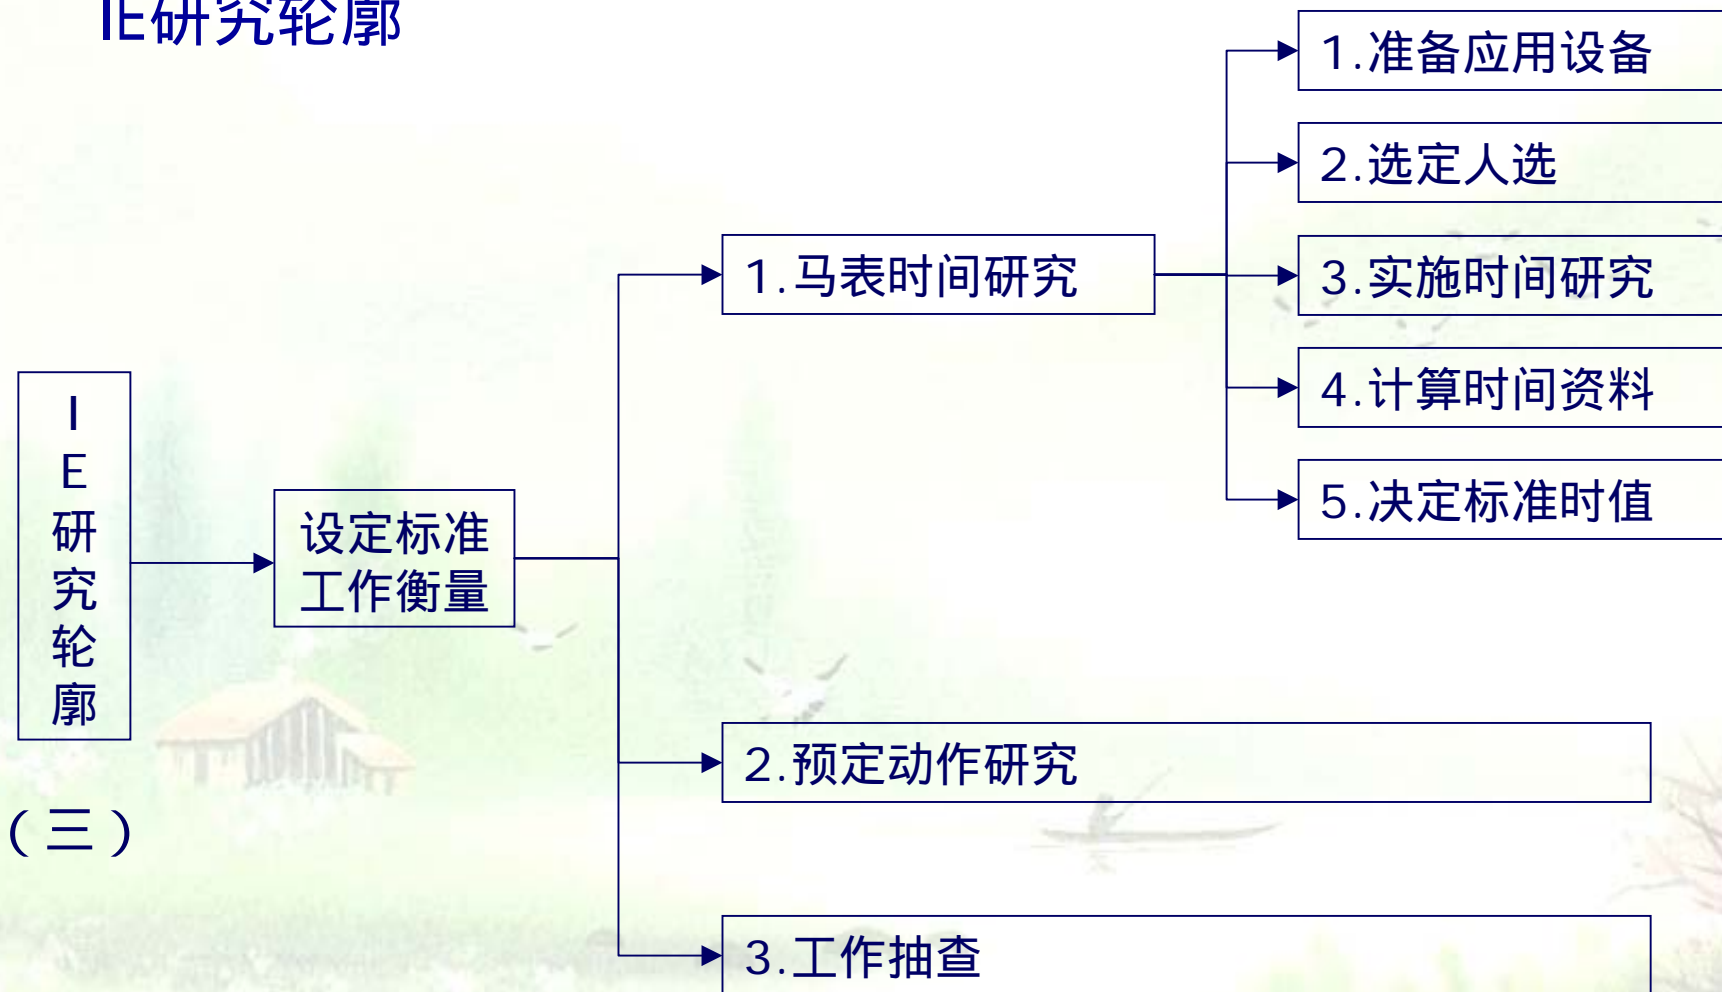 IE研究轮廓
I
E
研
究
轮
廓
(三)
设定标准
工作衡量
1.马表时间研究
1.准备应用设备
2.选定人选
3.实施时间研究
4.计算时间资料
5.决定标准时值
2.预定动作研究
3.工作抽查